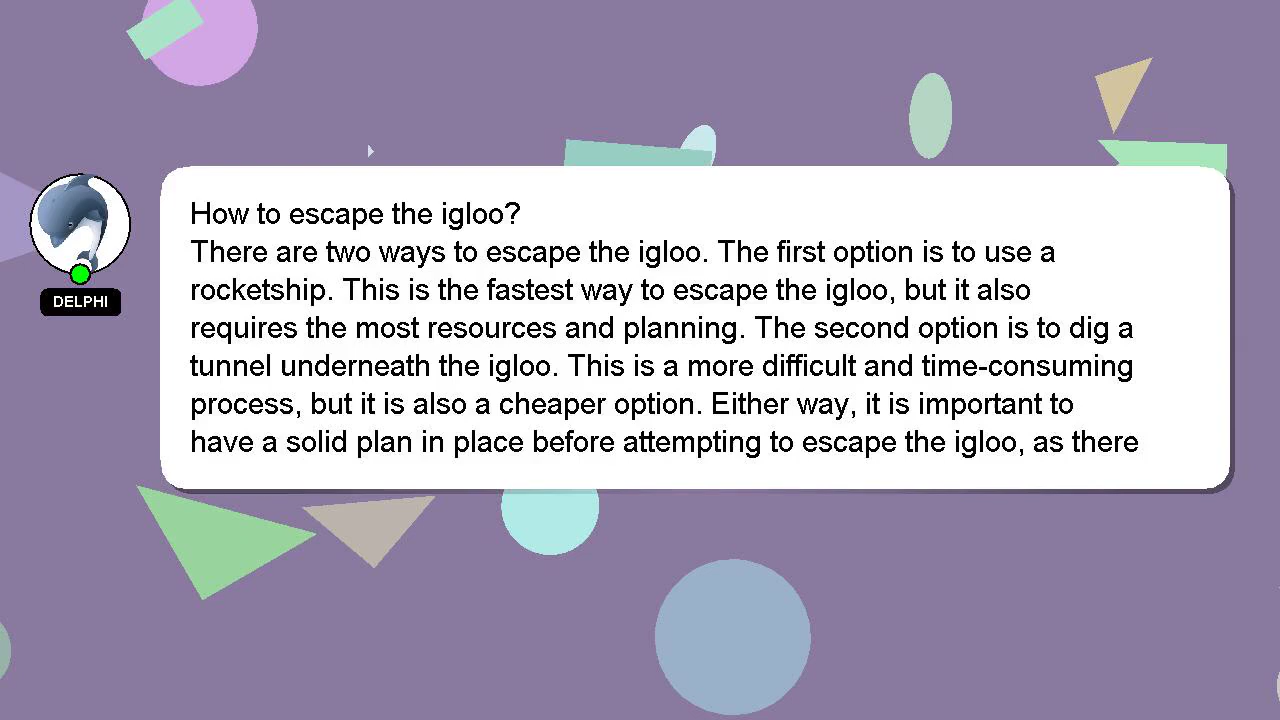 How to escape the igloo?
There are two ways to escape the igloo. The first option is to use a
rocketship. This is the fastest way to escape the igloo, but it also
requires the most resources and planning. The second option is to dig a
tunnel underneath the igloo. This is a more difficult and time-consuming
process, but it is also a cheaper option. Either way, it is important to
have a solid plan in place before attempting to escape the igloo, as there
DELPHI